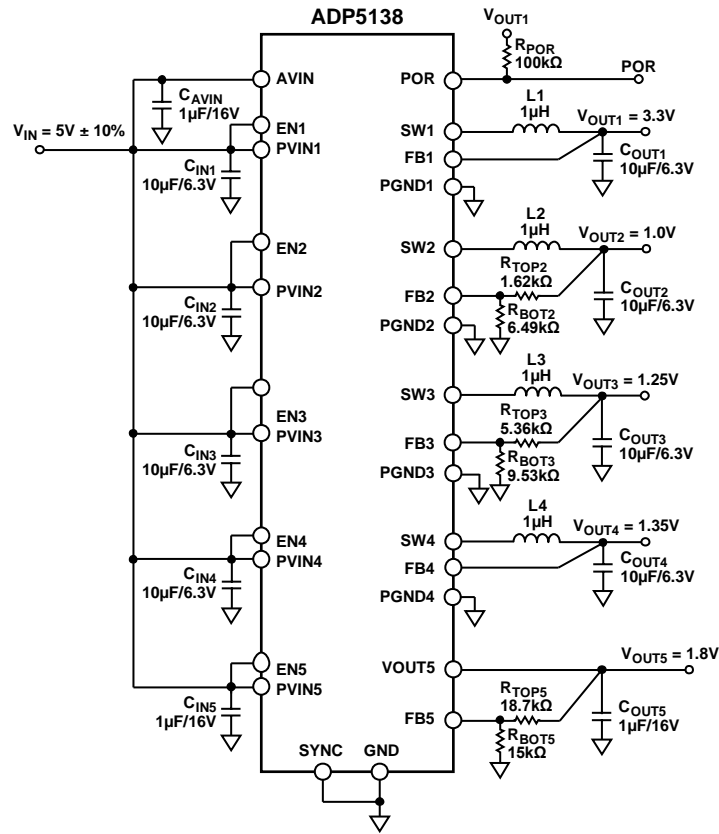 ADP5138
VOUT1
RPOR
100kΩ
AVIN
POR
POR
CAVIN
1µF/16V
VIN = 5V ± 10%
EN1
PVIN1
CIN1
10µF/6.3V
SW1
L1
1µH
VOUT1 = 3.3V
FB1
COUT1
10µF/6.3V
PGND1
EN2
PVIN2
CIN2
10µF/6.3V
SW2
L2
1µH
VOUT2 = 1.0V
RTOP2
1.62kΩ
FB2
RBOT2
6.49kΩ
COUT2
10µF/6.3V
PGND2
EN3
PVIN3
CIN3
10µF/6.3V
SW3
L3
1µH
VOUT3 = 1.25V
RTOP3
5.36kΩ
FB3
RBOT3
9.53kΩ
COUT3
10µF/6.3V
PGND3
EN4
PVIN4
CIN4
10µF/6.3V
SW4
L4
1µH
VOUT4 = 1.35V
FB4
COUT4
10µF/6.3V
PGND4
EN5
PVIN5
CIN5
1µF/16V
VOUT5
VOUT5 = 1.8V
RTOP5
18.7kΩ
FB5
RBOT5
15kΩ
COUT5
1µF/16V
SYNC
GND